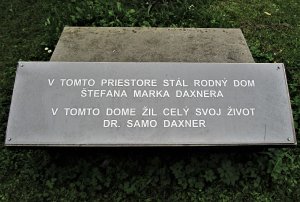 V TOMTO PRIESTORE STÁL RODNÝ DOM
ŠTEFANA MARKA DAXNERA
V TOMTO DOME ŽIL CELÝ SVOJ ŽIVOT
DR. SAMO DAXNER